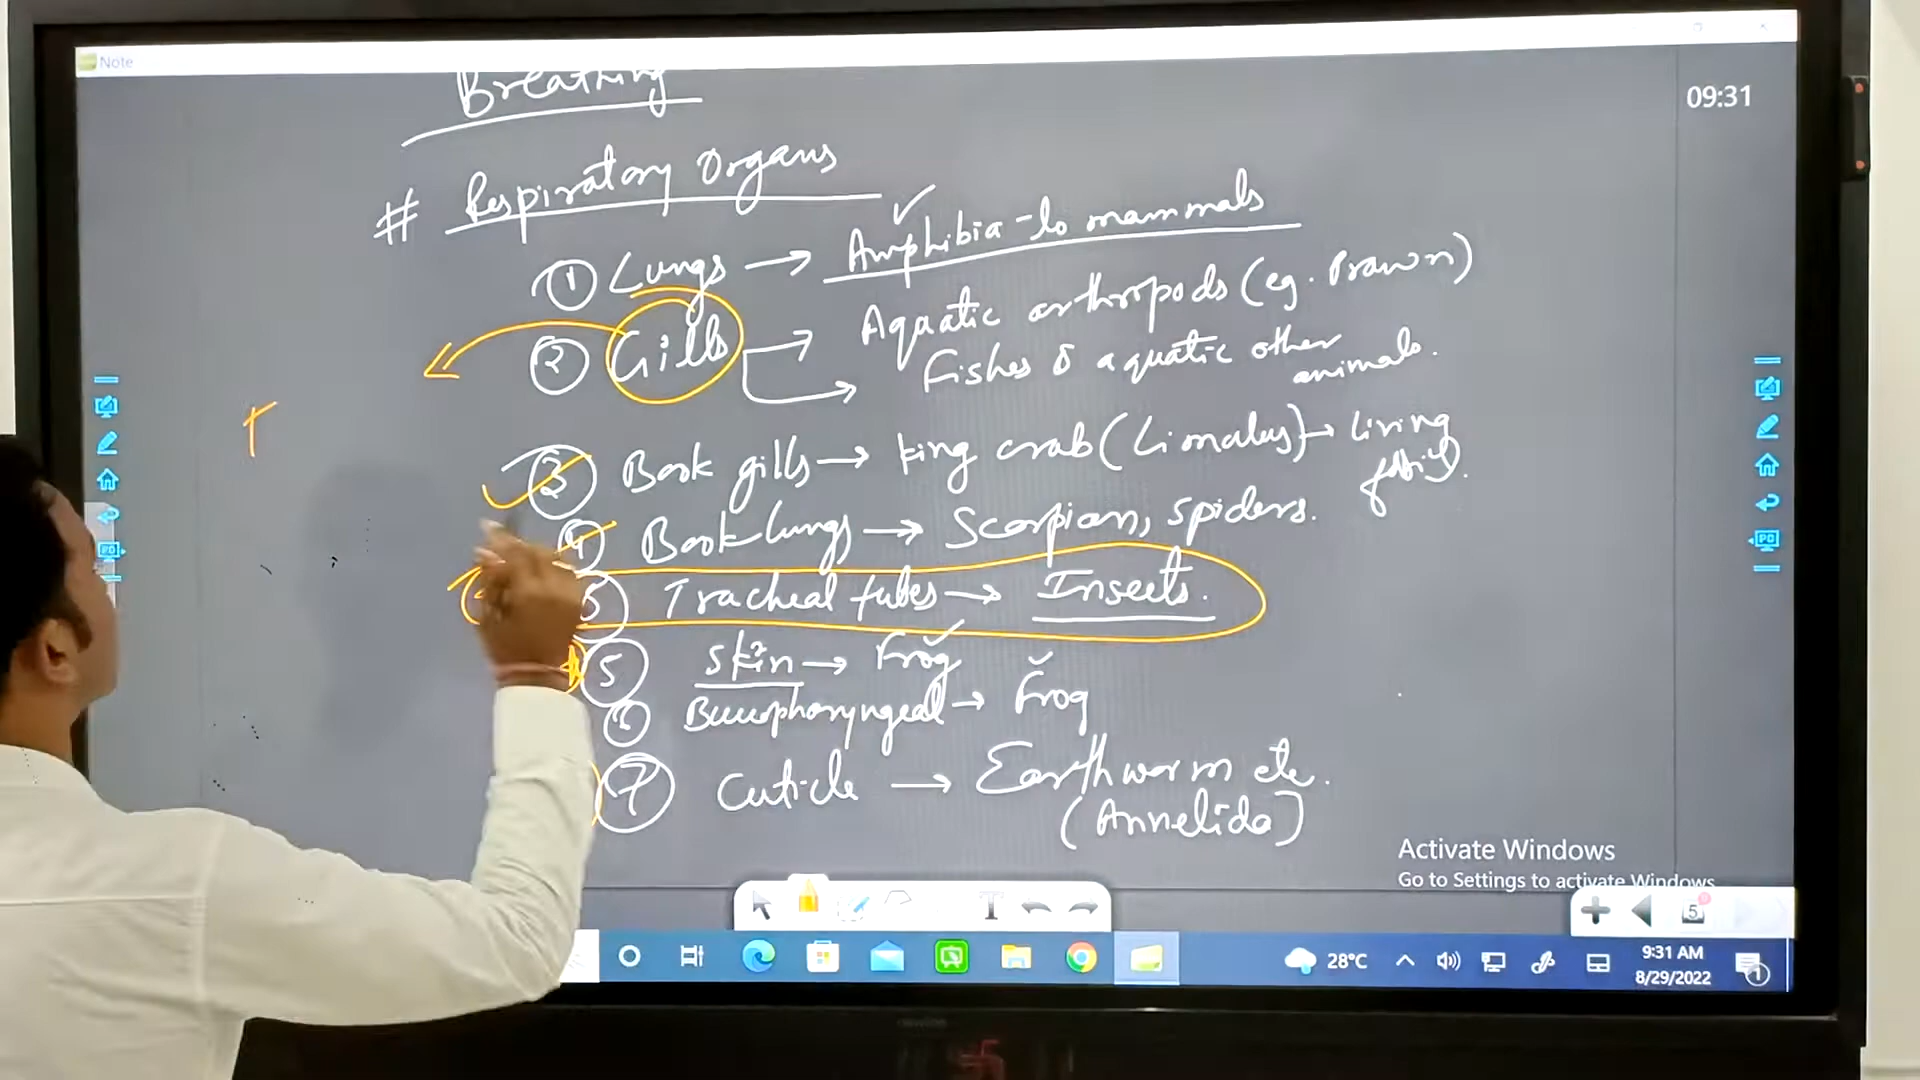 Note
09:31
Breathing
# Respiratory Organs
① Lungs → Amphibia - to mammals
② Gills → Aquatic arthropods (eg. Prawn)
→ Fishes & aquatic other animals.
③ Book gills → King crab (Limulus) → Living fossil.
④ Book lungs → Scorpion, spiders.
5 Tracheal tubes → Insects.
⑤ Skin → Frog
⑥ Buccopharyngeal → Frog
⑦ Cuticle → Earthworm etc.
(Annelida)
Activate Windows
Go to Settings to activate Windows
T
5
28°C
9:31 AM
8/29/2022
1